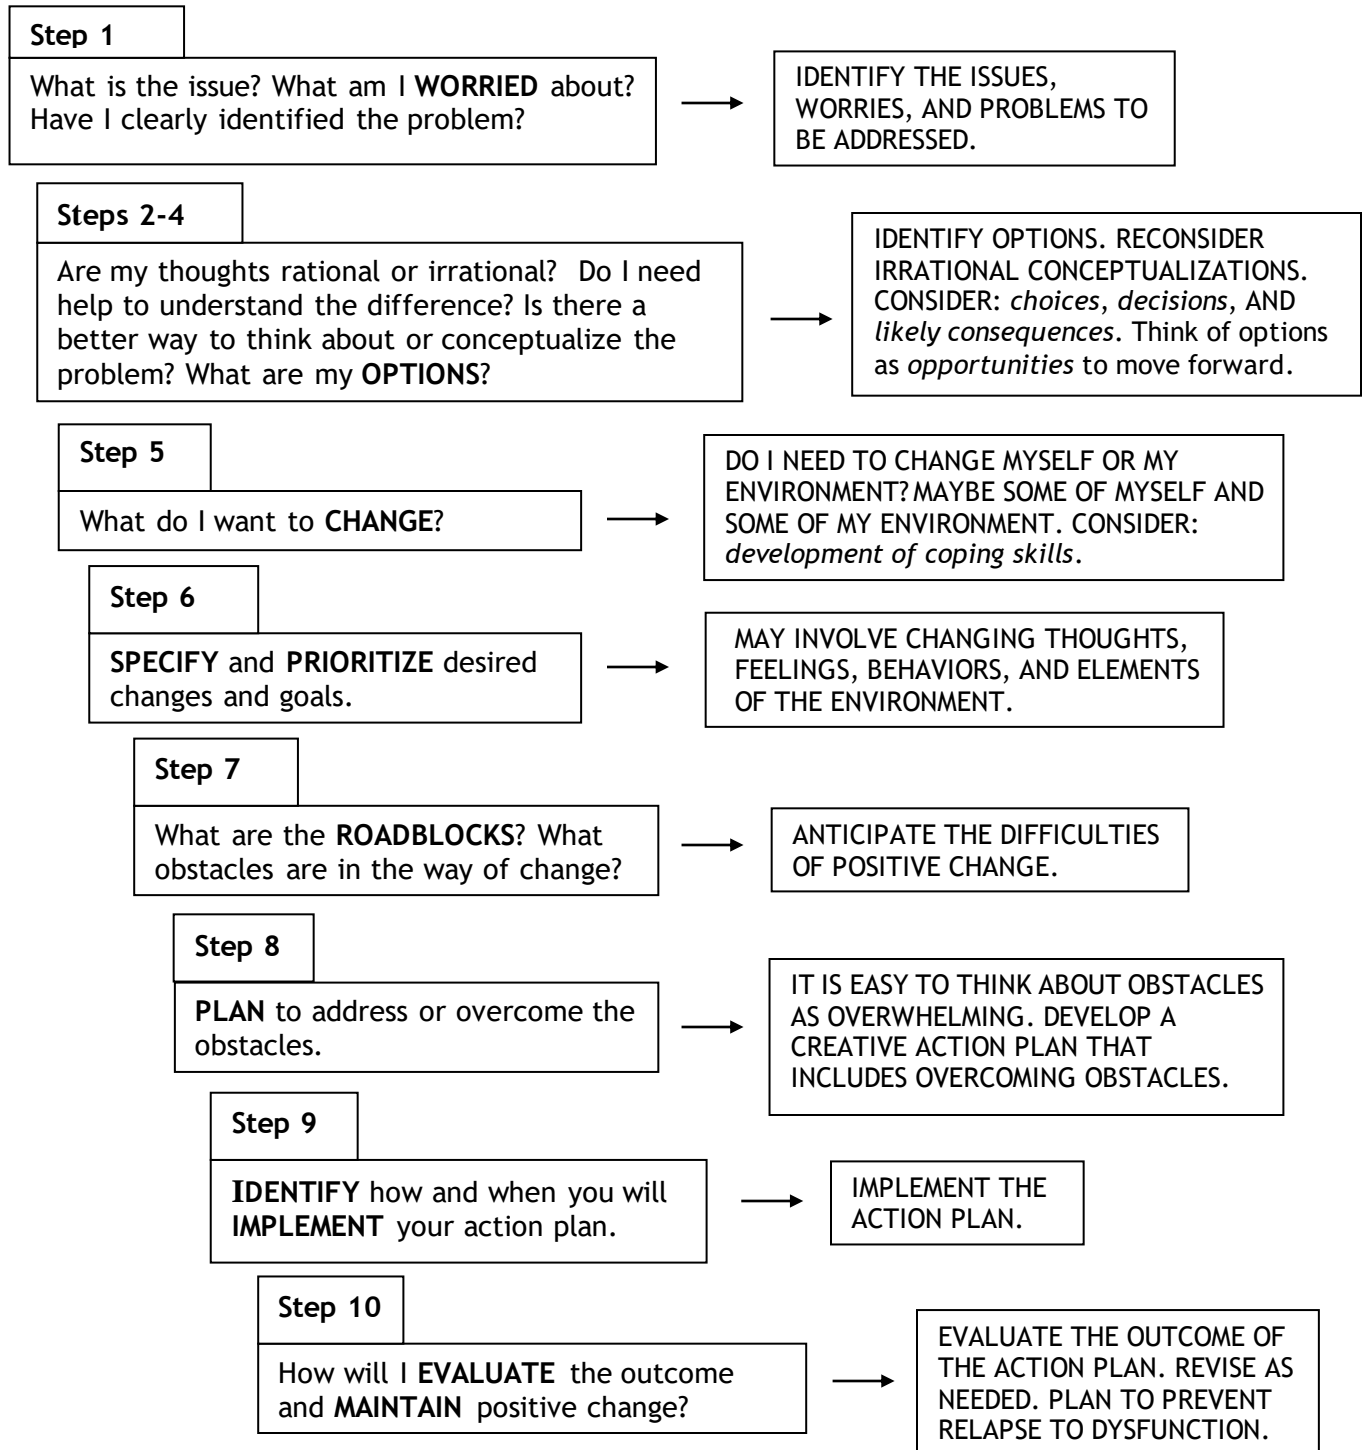 Step 1
What is the issue? What am I WORRIED about?
Have I clearly identified the problem?
IDENTIFY THE ISSUES,
WORRIES, AND PROBLEMS TO
BE ADDRESSED.
Steps 2-4
Are my thoughts rational or irrational? Do I need
help to understand the difference? Is there a
better way to think about or conceptualize the
problem? What are my OPTIONS?
IDENTIFY OPTIONS. RECONSIDER
IRRATIONAL CONCEPTUALIZATIONS.
CONSIDER: choices, decisions, AND
likely consequences. Think of options
as opportunities to move forward.
Step 5
What do I want to CHANGE?
DO I NEED TO CHANGE MYSELF OR MY
ENVIRONMENT? MAYBE SOME OF MYSELF AND
SOME OF MY ENVIRONMENT. CONSIDER:
development of coping skills.
Step 6
SPECIFY and PRIORITIZE desired
changes and goals.
MAY INVOLVE CHANGING THOUGHTS,
FEELINGS, BEHAVIORS, AND ELEMENTS
OF THE ENVIRONMENT.
Step 7
What are the ROADBLOCKS? What
obstacles are in the way of change?
ANTICIPATE THE DIFFICULTIES
OF POSITIVE CHANGE.
Step 8
PLAN to address or overcome the
obstacles.
IT IS EASY TO THINK ABOUT OBSTACLES
AS OVERWHELMING. DEVELOP A
CREATIVE ACTION PLAN THAT
INCLUDES OVERCOMING OBSTACLES.
Step 9
IDENTIFY how and when you will
IMPLEMENT your action plan.
IMPLEMENT THE
ACTION PLAN.
Step 10
How will I EVALUATE the outcome
and MAINTAIN positive change?
EVALUATE THE OUTCOME OF
THE ACTION PLAN. REVISE AS
NEEDED. PLAN TO PREVENT
RELAPSE TO DYSFUNCTION.